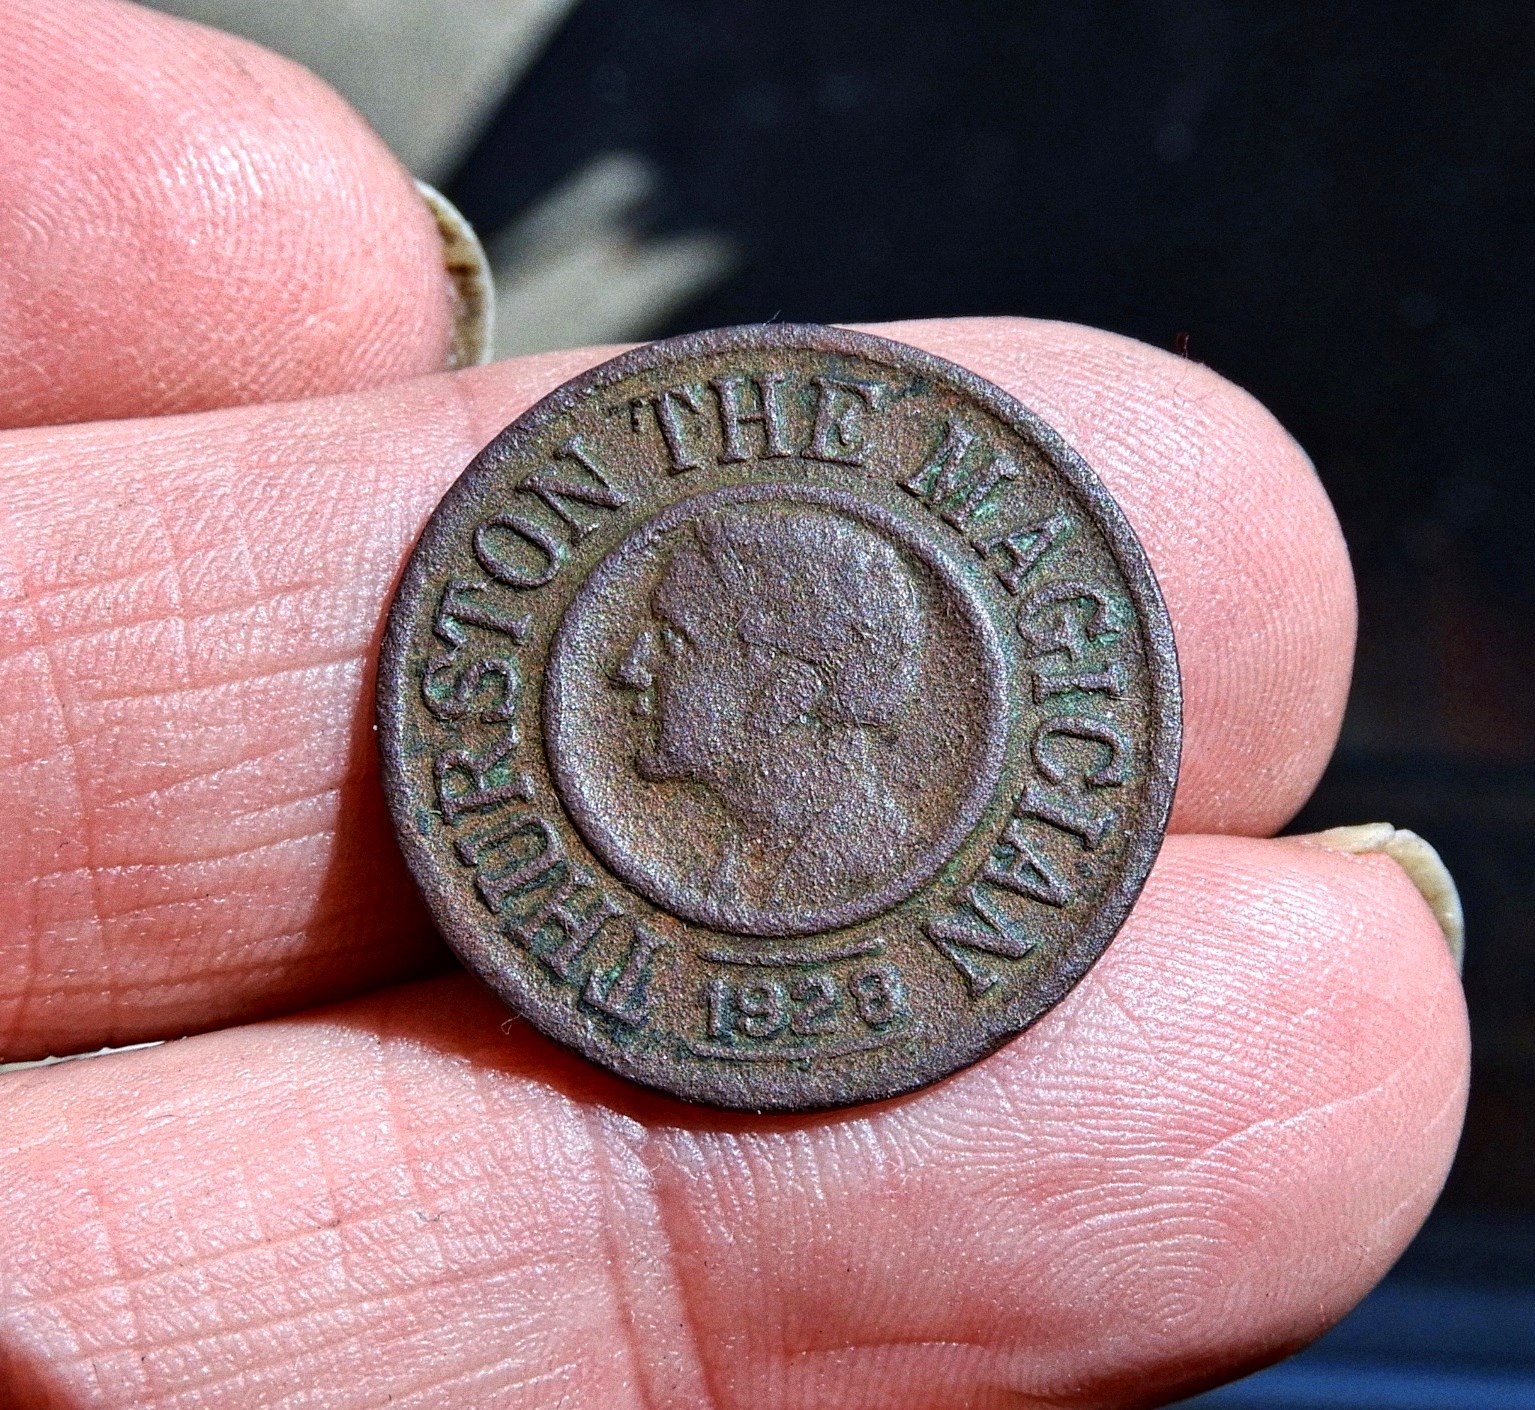 THURSTON THE MAGICIAN
1928